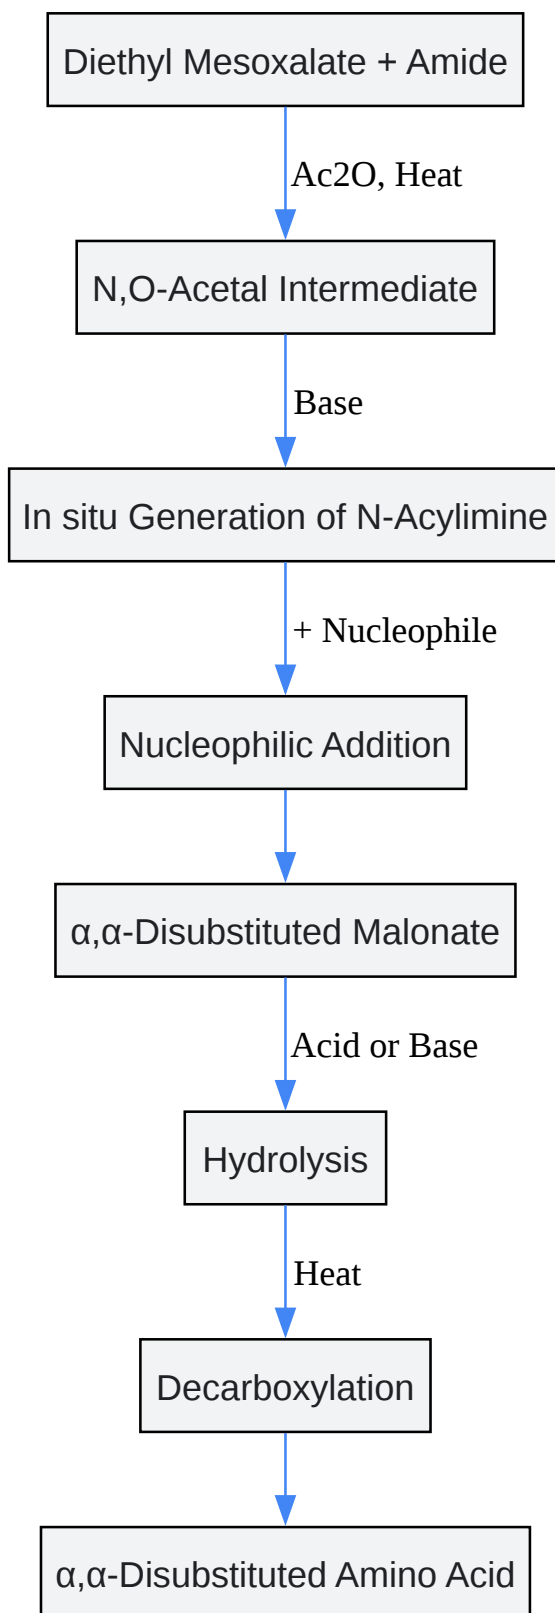 Diethyl Mesoxalate + Amide
Ac2O, Heat
N,O-Acetal Intermediate
Base
In situ Generation of N-Acylimine
+ Nucleophile
Nucleophilic Addition
α,α-Disubstituted Malonate
Acid or Base
Hydrolysis
Heat
Decarboxylation
α,α-Disubstituted Amino Acid